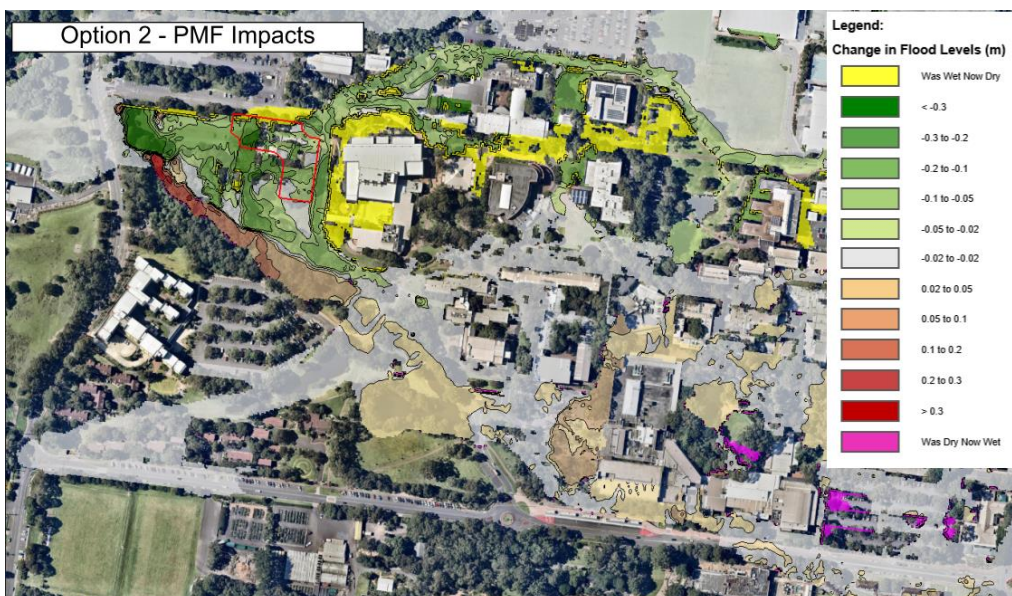 Option 2 - PMF Impacts
Legend:
Change in Flood Levels (m)
Was Wet Now Dry
< -0.3
-0.3 to -0.2
-0.2 to -0.1
-0.1 to -0.05
-0.05 to -0.02
-0.02 to -0.02
0.02 to 0.05
0.05 to 0.1
0.1 to 0.2
0.2 to 0.3
> 0.3
Was Dry Now Wet